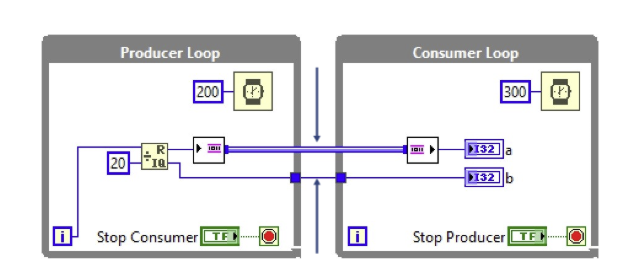 Producer Loop
Consumer Loop
200
300
R
20
IQ
I32 a
I32 b
i
Stop Consumer TF
i
Stop Producer TF